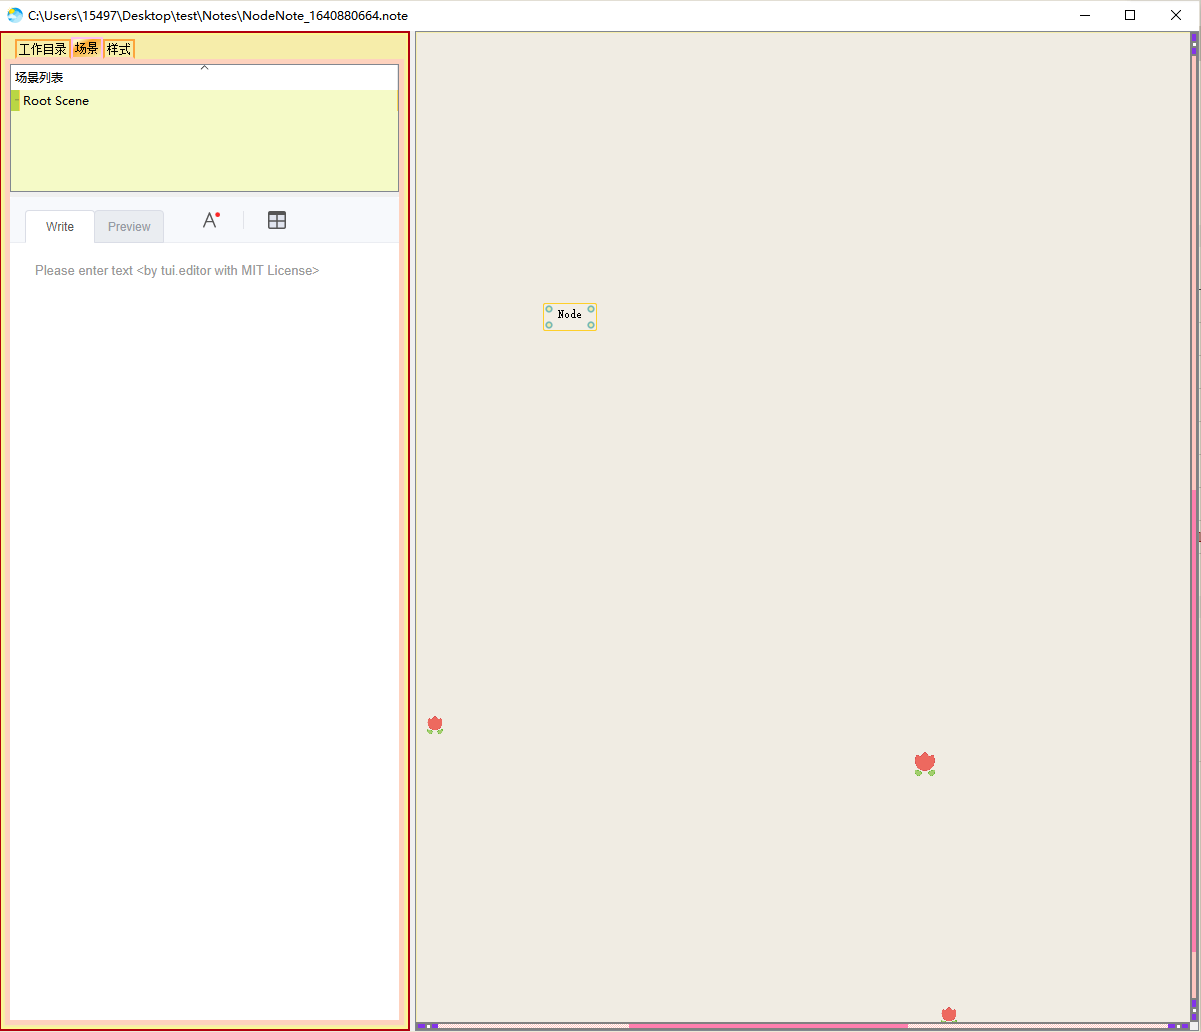 C:\Users\15497\Desktop\test\Notes\NodeNote_1640880664.note
工作目录 场景 样式
场景列表
Root Scene
Write Preview A
Please enter text <by tui.editor with MIT License>
Node